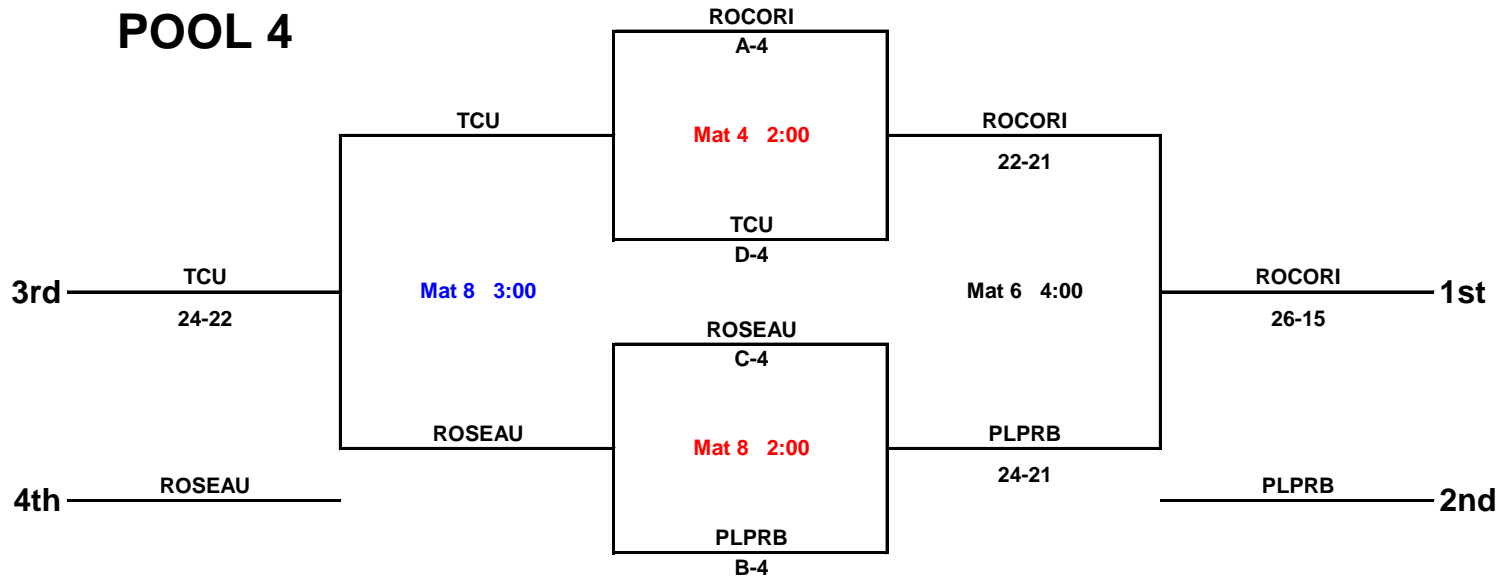 POOL 4
ROCORI
A-4
TCU
Mat 4 2:00
ROCORI
22-21
TCU
D-4
3rd
TCU
24-22
Mat 8 3:00
Mat 6 4:00
ROCORI
26-15
1st
ROSEAU
C-4
ROSEAU
Mat 8 2:00
PLPRB
24-21
4th
ROSEAU
PLPRB
2nd
PLPRB
B-4